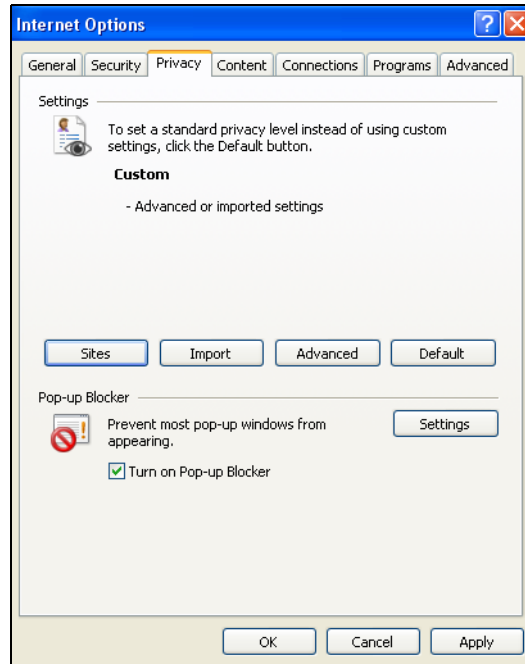 Internet Options
General Security Privacy Content Connections Programs Advanced
Settings
To set a standard privacy level instead of using custom
settings, click the Default button.
Custom
- Advanced or imported settings
Sites Import Advanced Default
Pop-up Blocker
Prevent most pop-up windows from
appearing.
Settings
Turn on Pop-up Blocker
OK Cancel Apply